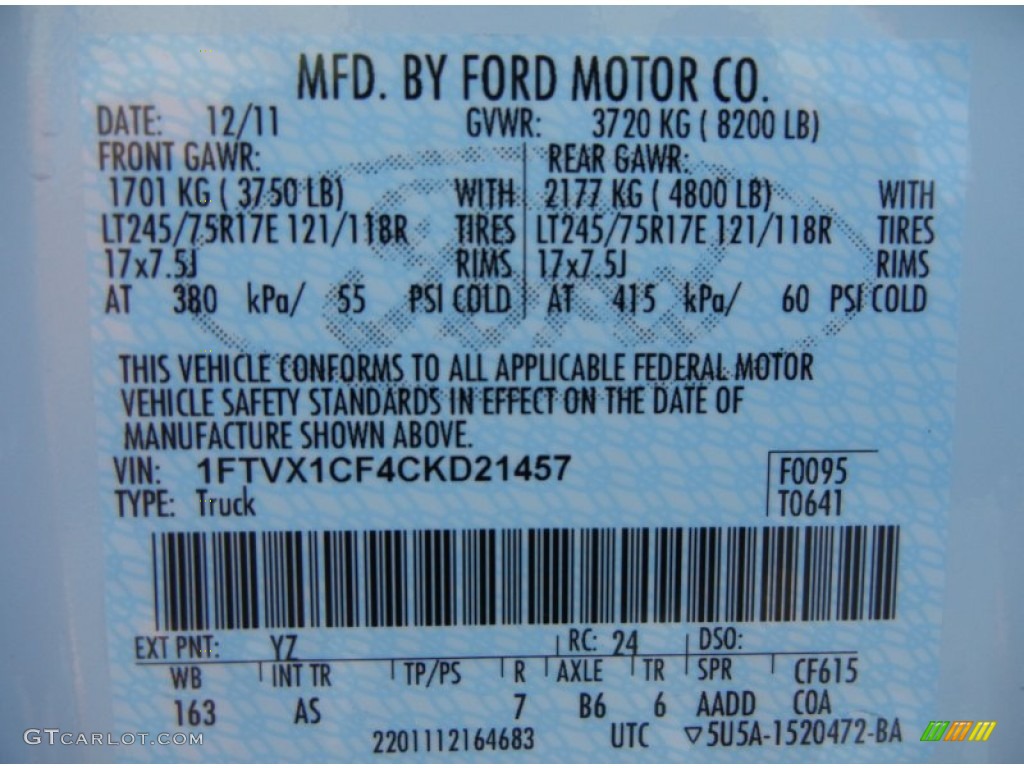 MFD. BY FORD MOTOR CO.
DATE: 12/11 GVWR: 3720 KG ( 8200 LB)
FRONT GAWR: REAR GAWR:
1701 KG ( 3750 LB) WITH 2177 KG ( 4800 LB) WITH
LT245/75R17E 121/118R TIRES LT245/75R17E 121/118R TIRES
17x7.5J RIMS 17x7.5J RIMS
AT 380 kPa/ 55 PSI COLD AT 415 kPa/ 60 PSI COLD
THIS VEHICLE CONFORMS TO ALL APPLICABLE FEDERAL MOTOR
VEHICLE SAFETY STANDARDS IN EFFECT ON THE DATE OF
MANUFACTURE SHOWN ABOVE.
VIN: 1FTVX1CF4CKD21457 F0095
TYPE: Truck T0641
EXT PNT: YZ RC: 24 DSO:
WB INT TR TP/PS R AXLE TR SPR CF615
163 AS 7 B6 6 AADD COA
2201112164683 UTC ▽5U5A-1520472-BA
GTCARLOT.COM